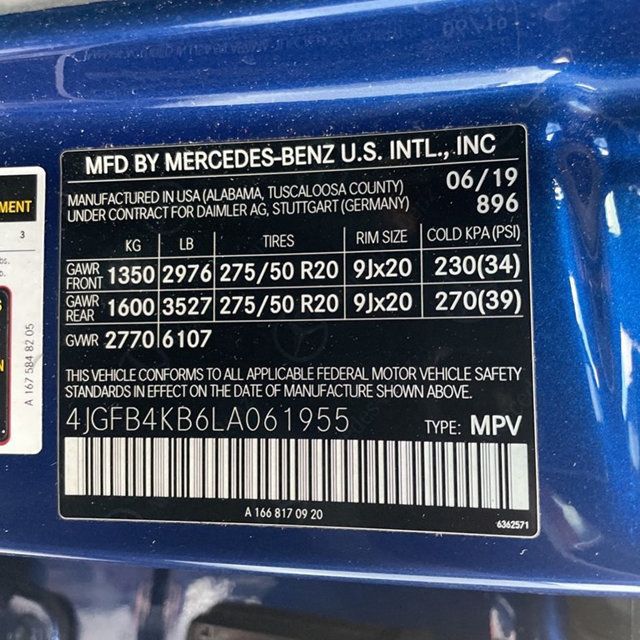 MFD BY MERCEDES-BENZ U.S. INTL., INC
MANUFACTURED IN USA (ALABAMA, TUSCALOOSA COUNTY) 06/19
UNDER CONTRACT FOR DAIMLER AG, STUTTGART (GERMANY) 896
KG LB TIRES RIM SIZE COLD KPA (PSI)
GAWR FRONT 1350 2976 275/50 R20 9Jx20 230(34)
GAWR REAR 1600 3527 275/50 R20 9Jx20 270(39)
GVWR 2770 6107
THIS VEHICLE CONFORMS TO ALL APPLICABLE FEDERAL MOTOR VEHICLE SAFETY
STANDARDS IN EFFECT ON THE DATE OF MANUFACTURE SHOWN ABOVE.
4JGFB4KB6LA061955 TYPE: MPV
A 166 817 09 20
6362571
MENT
3
lbs.
A 167 584 82 05